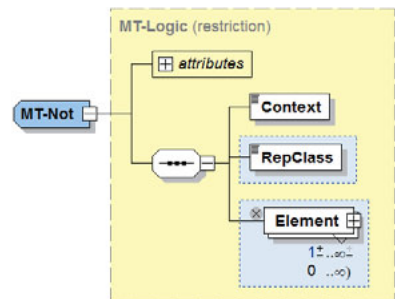 MT-Logic (restriction)
attributes
MT-Not
Context
RepClass
Element
1±..∞±
0 ..∞)